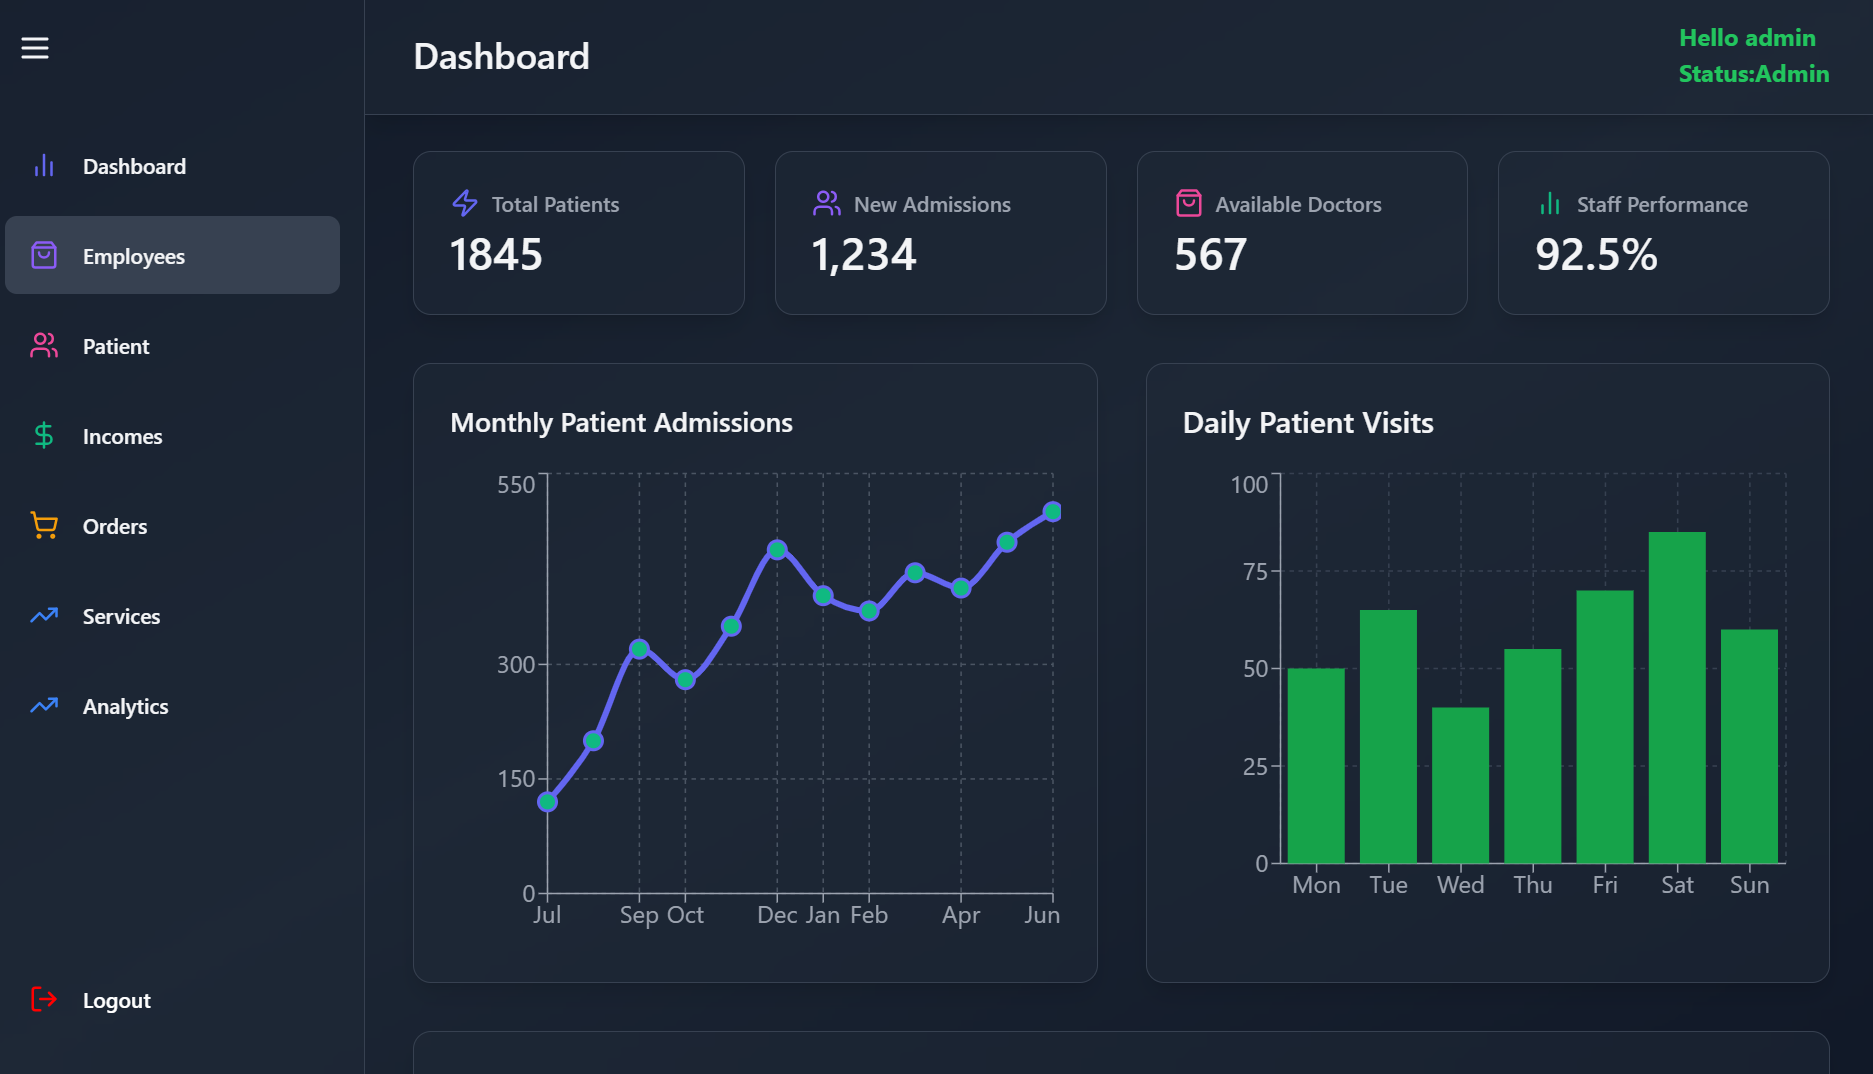 Dashboard
Employees
Patient
Incomes
Orders
Services
Analytics
Logout
Dashboard
Hello admin
Status:Admin
Total Patients
1845
New Admissions
1,234
Available Doctors
567
Staff Performance
92.5%
Monthly Patient Admissions
550
300
150
0
Jul Sep Oct Dec Jan Feb Apr Jun
Daily Patient Visits
100
75
50
25
0
Mon Tue Wed Thu Fri Sat Sun